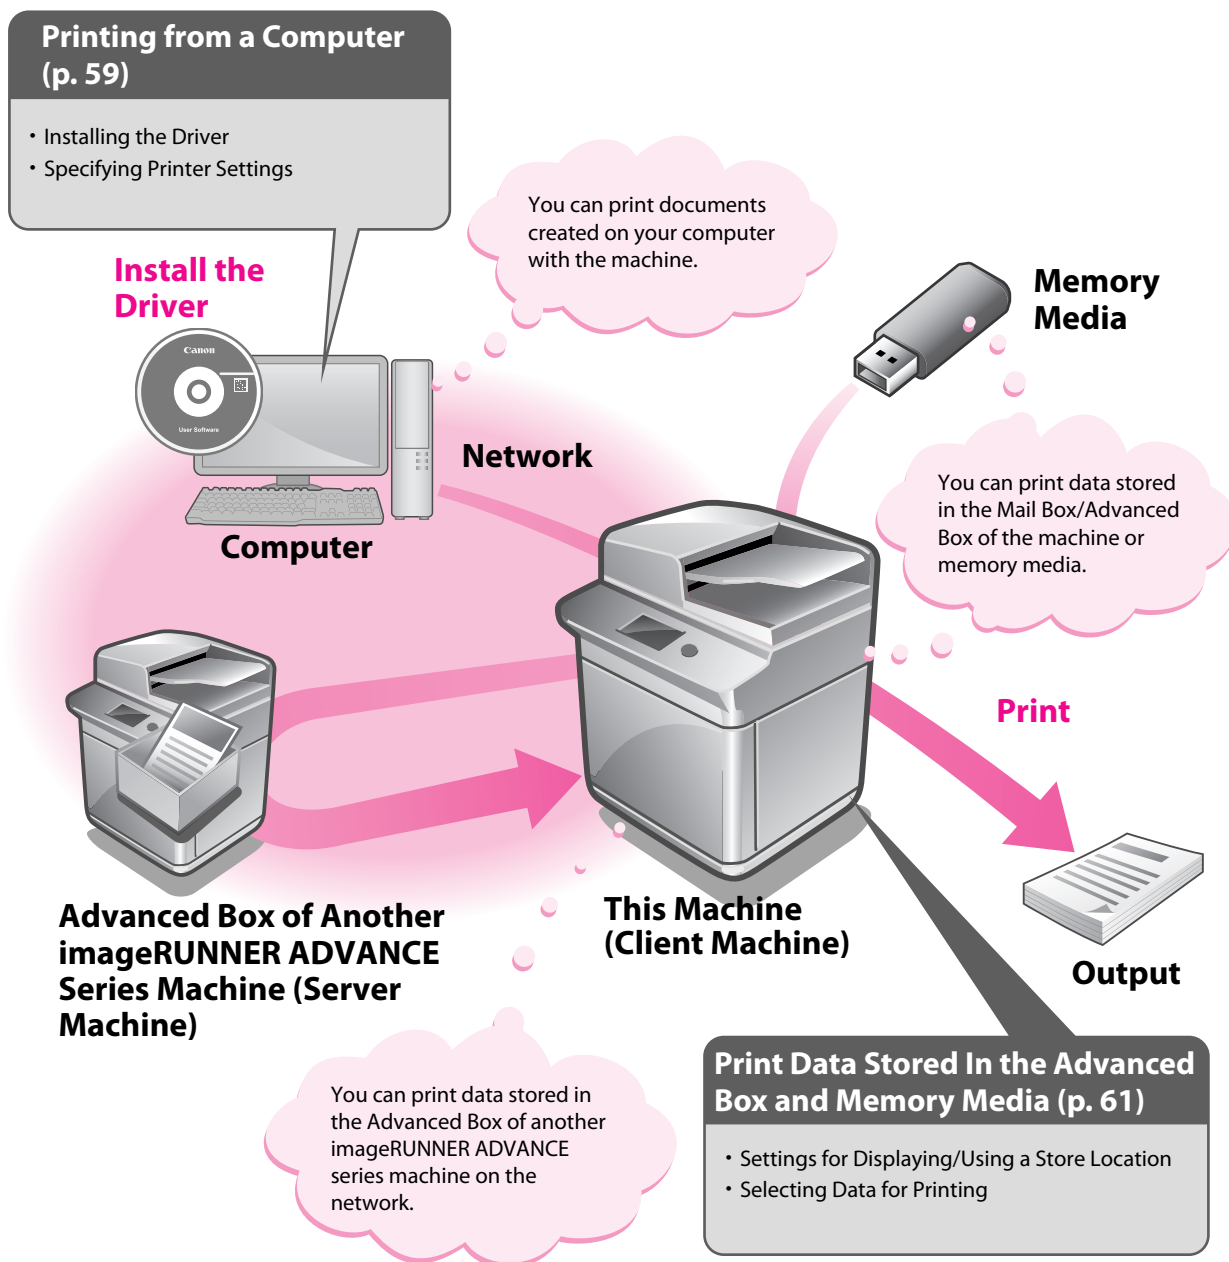 Printing from a Computer
(p. 59)
・Installing the Driver
・Specifying Printer Settings
You can print documents
created on your computer
with the machine.
Install the
Driver
Canon
User Software
Memory
Media
Network
Computer
You can print data stored
in the Mail Box/Advanced
Box of the machine or
memory media.
Print
Advanced Box of Another
imageRUNNER ADVANCE
Series Machine (Server
Machine)
This Machine
(Client Machine)
Output
You can print data stored in
the Advanced Box of another
imageRUNNER ADVANCE
series machine on the
network.
Print Data Stored In the Advanced
Box and Memory Media (p. 61)
・Settings for Displaying/Using a Store Location
・Selecting Data for Printing